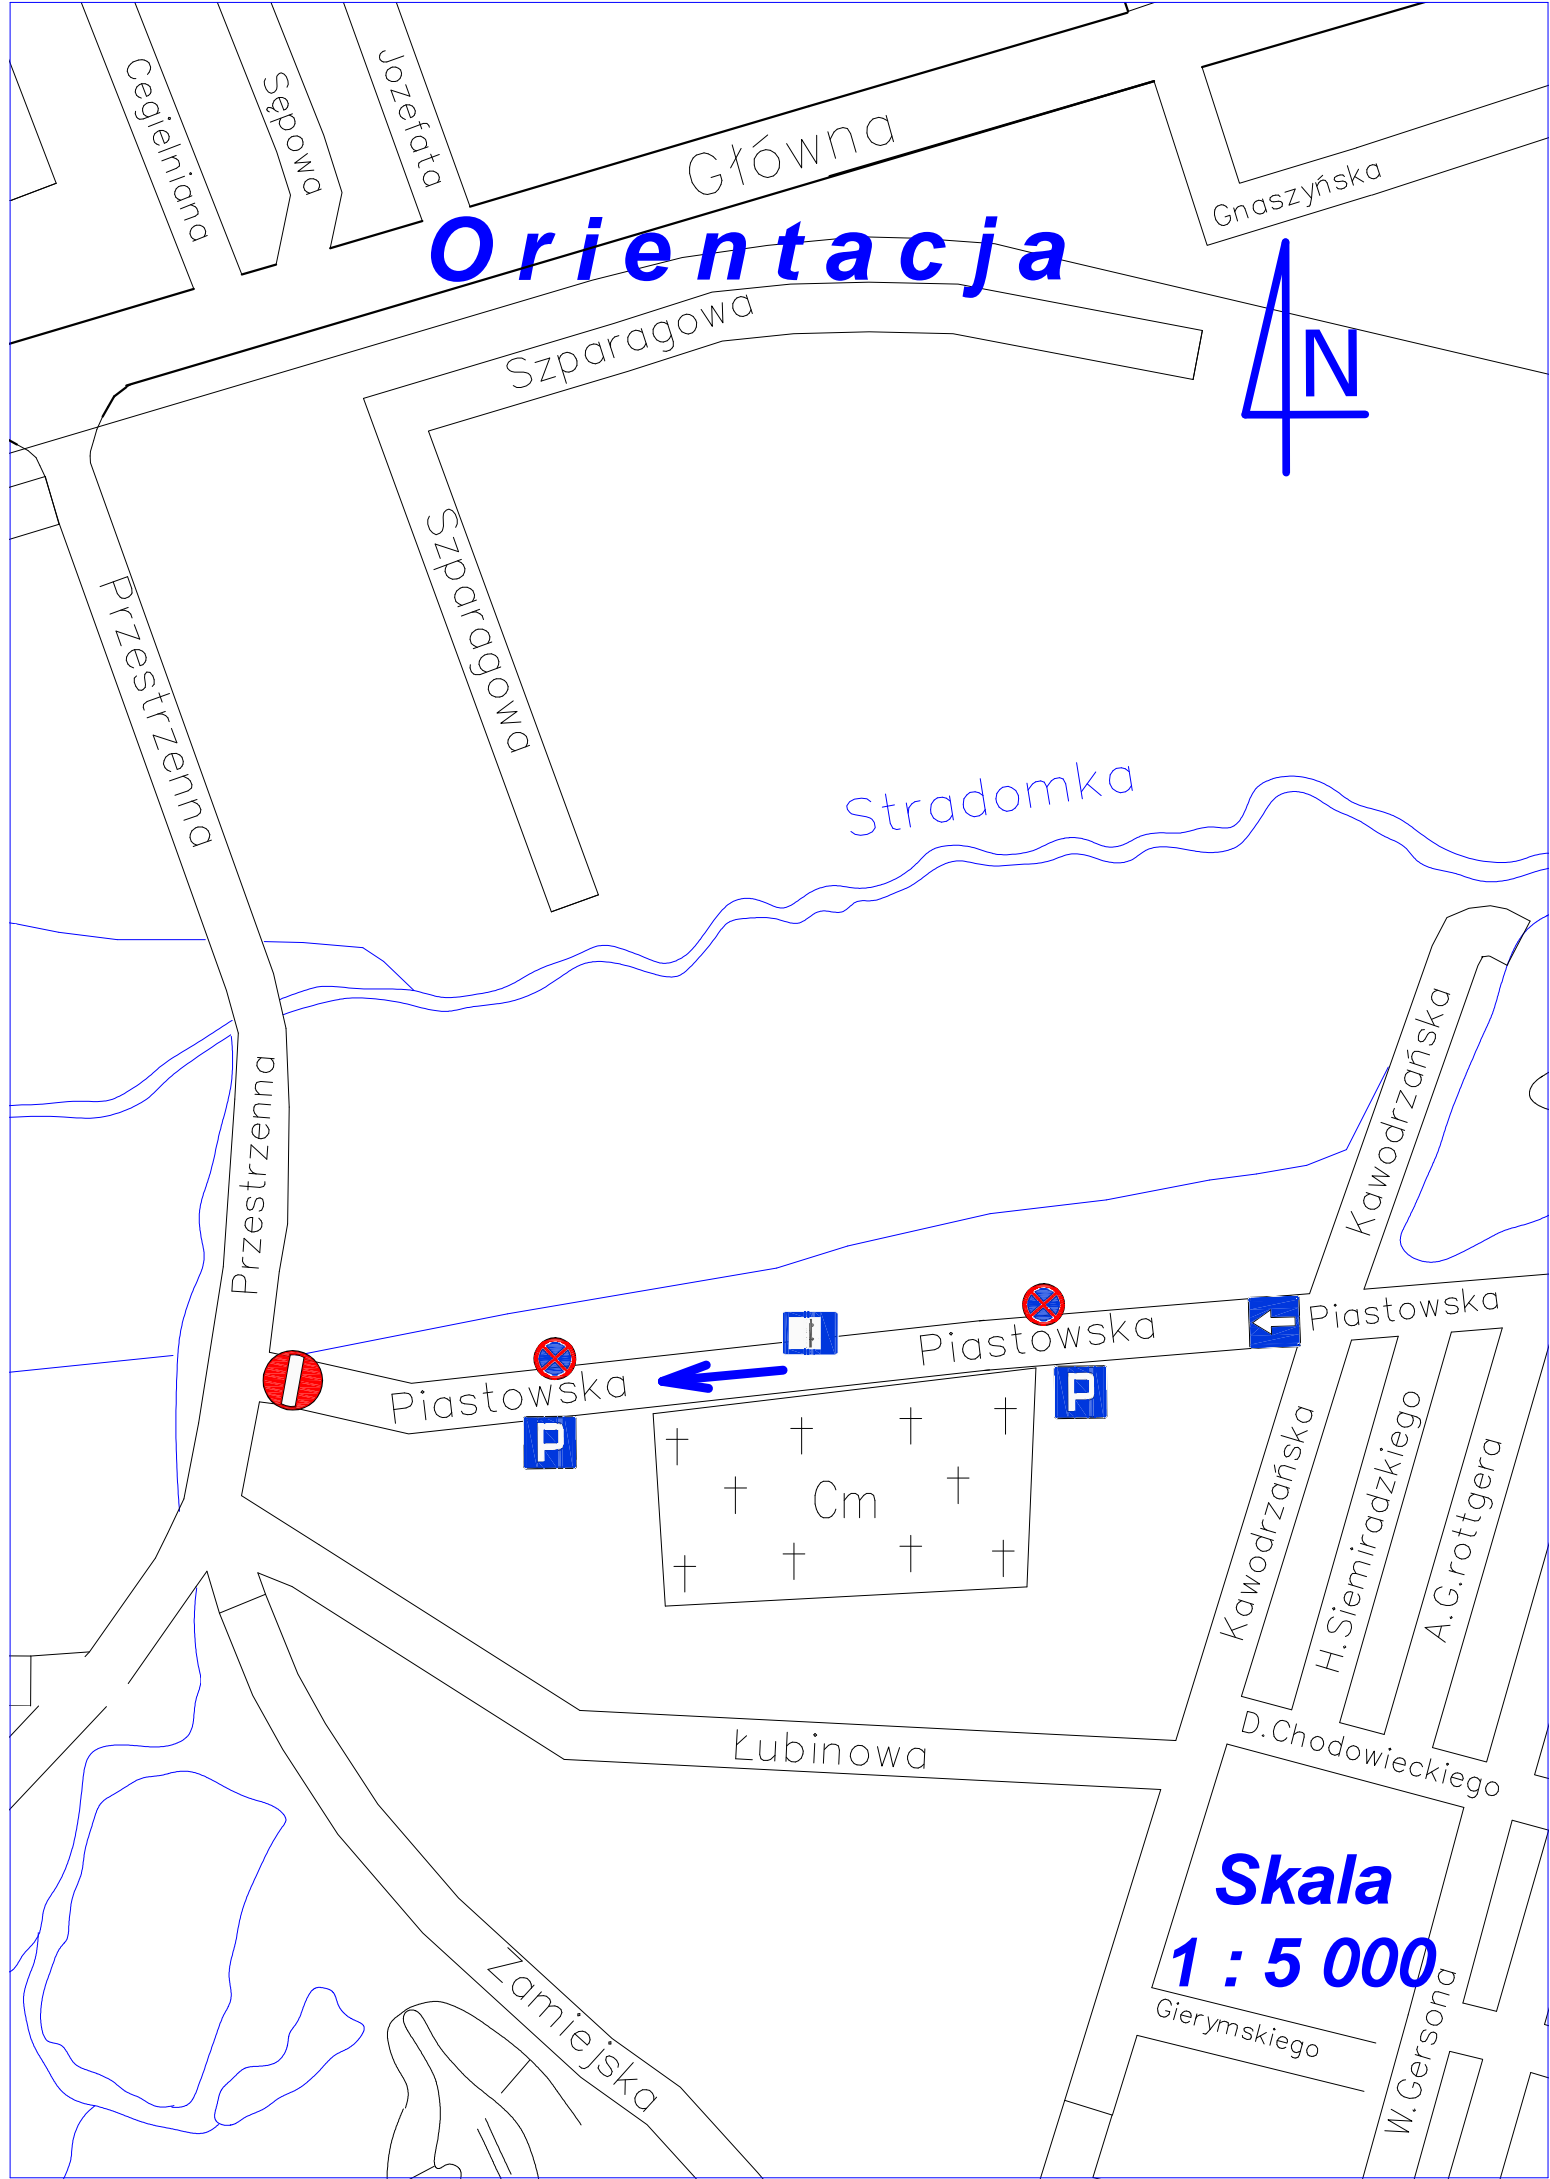 Cegielniana
Sępowa
Jozefata
Główna
Gnaszyńska
Orientacja
N
Szparagowa
Szparagowa
Przestrzenna
Stradomka
Przestrzenna
Kawodrzańska
Piastowska
Piastowska
Piastowska
P
P
Cm
Kawodrzańska
H.Siemiradzkiego
A.G.rottgera
D.Chodowieckiego
Łubinowa
Skala
1 : 5 000
Zamiejska
Gierymskiego
W.Gersona